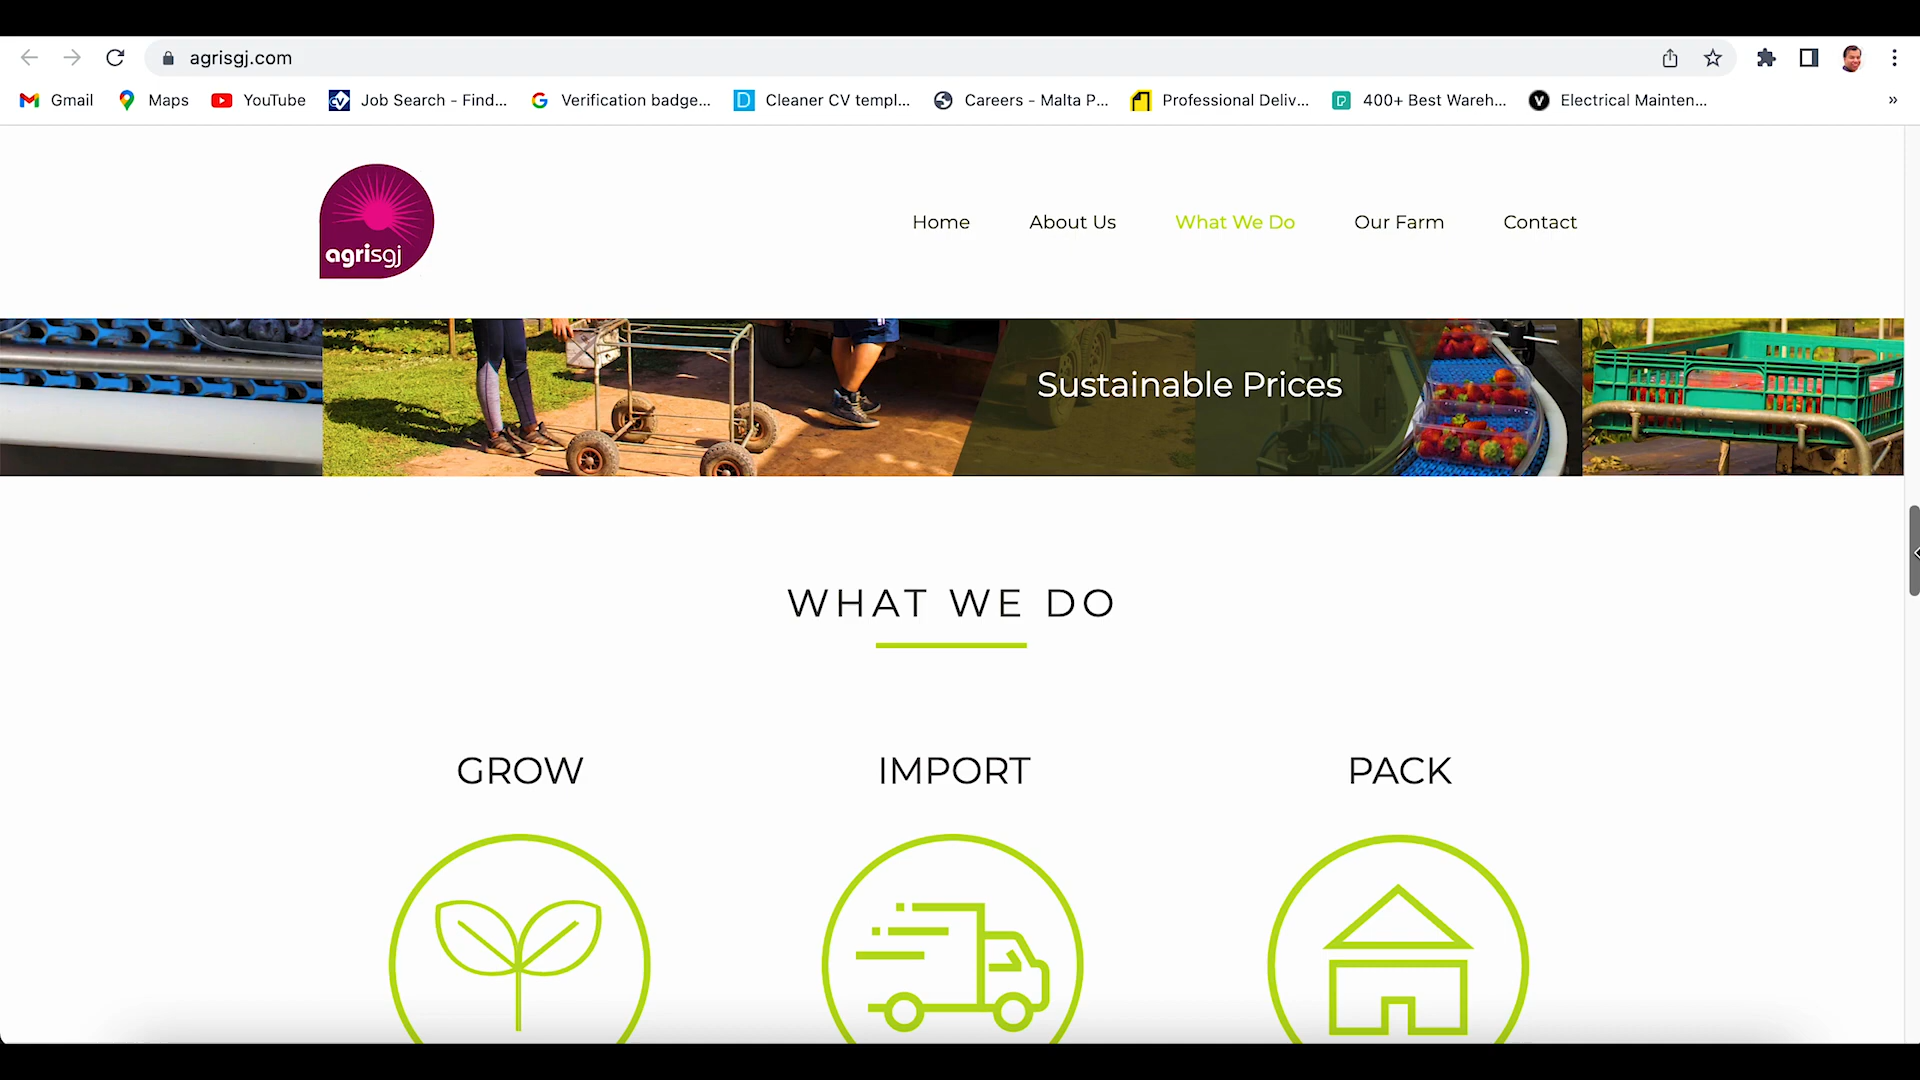 agrisgj.com
Gmail
Maps
YouTube
Job Search - Find...
Verification badge...
Cleaner CV templ...
Careers - Malta P...
Professional Deliv...
400+ Best Wareh...
Electrical Mainten...
»
agrisgj
Home
About Us
What We Do
Our Farm
Contact
Sustainable Prices
WHAT WE DO
GROW
IMPORT
PACK